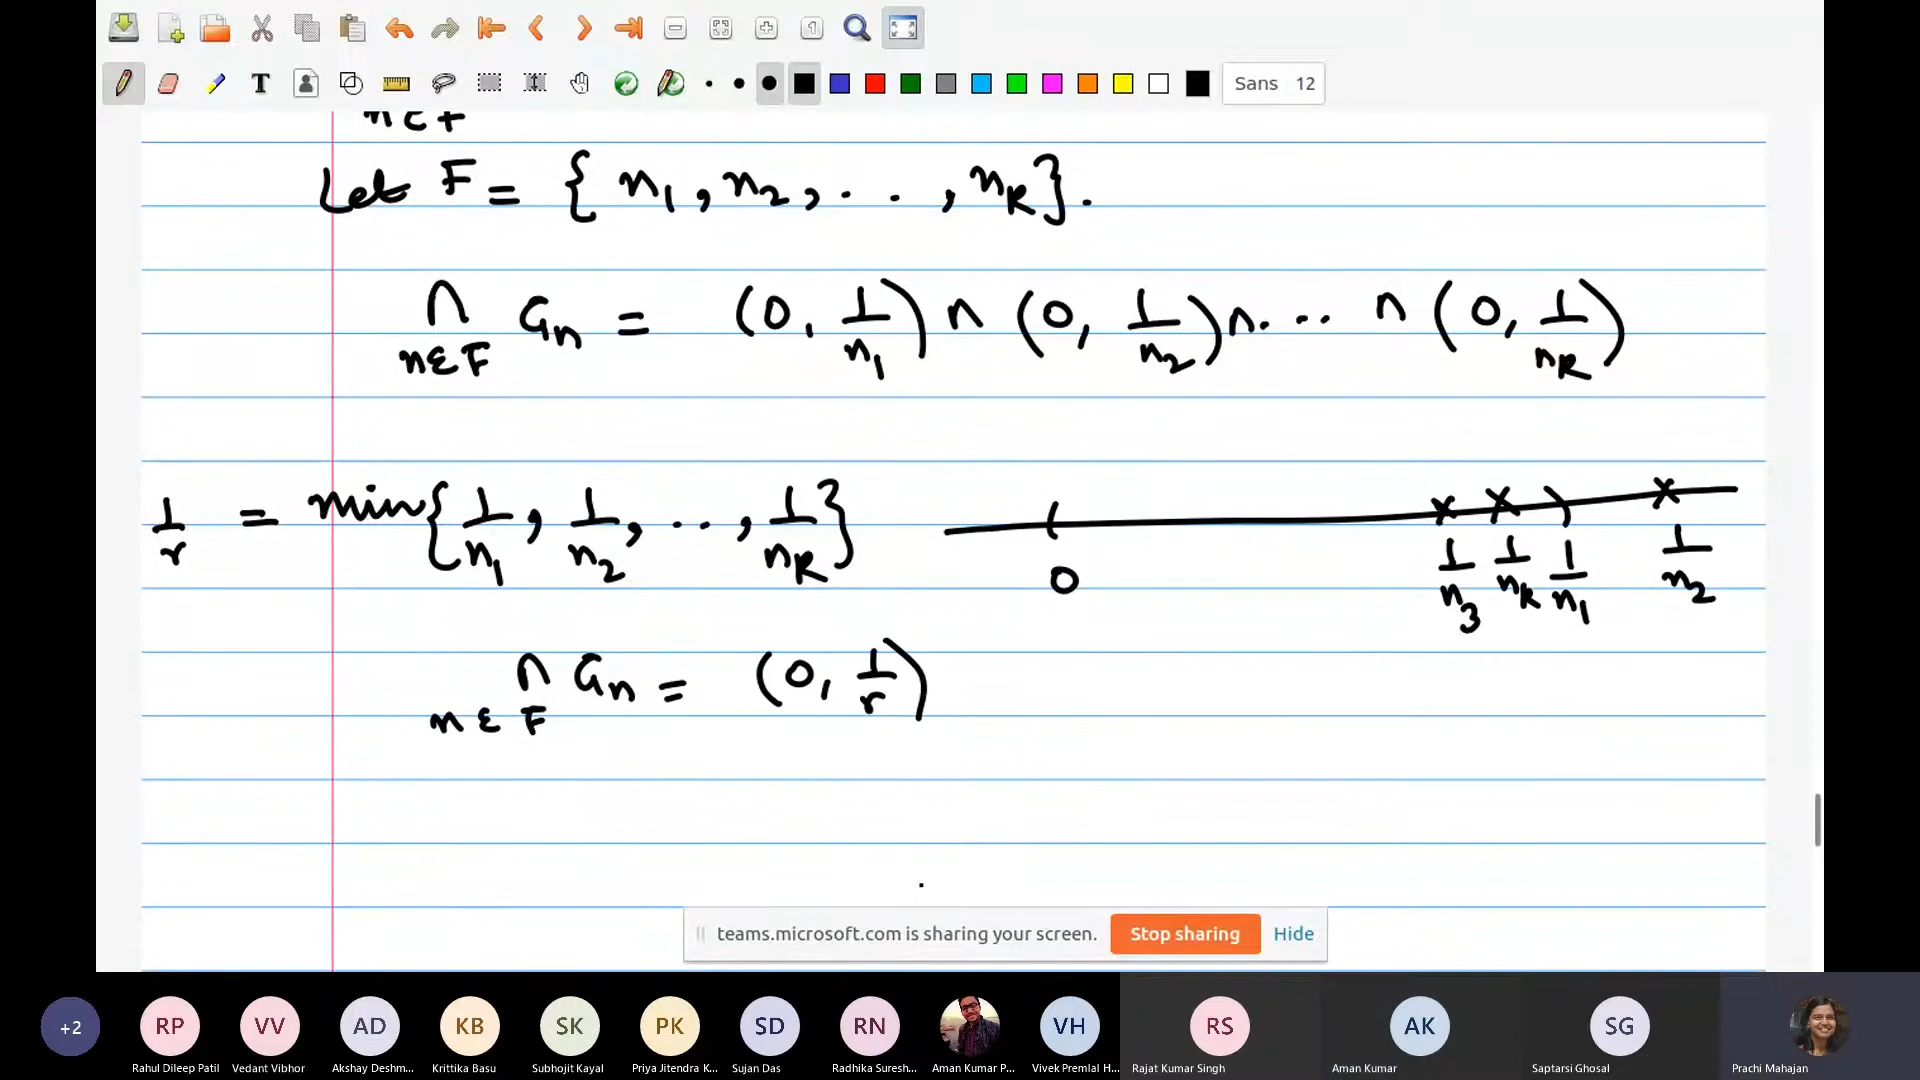 Sans 12
n ∈ F
Let F = { n₁, n₂, . . . , n_k }.
⋂ₙ∈F Gₙ = (0, 1/n₁) ∩ (0, 1/n₂) ∩ . . . ∩ (0, 1/n_k)
1/r = min{ 1/n₁, 1/n₂, . . , 1/n_k }
0 1/n₃ 1/n_k 1/n₁ 1/n₂
⋂ₙ∈F Gₙ = (0, 1/r)
teams.microsoft.com is sharing your screen. Stop sharing Hide
+2 RP VV AD KB SK PK SD RN VH RS AK SG
Rahul Dileep Patil Vedant Vibhor Akshay Deshm... Krittika Basu Subhojit Kayal Priya Jitendra K... Sujan Das Radhika Suresh... Aman Kumar P... Vivek Premlal H... Rajat Kumar Singh Aman Kumar Saptarsi Ghosal Prachi Mahajan